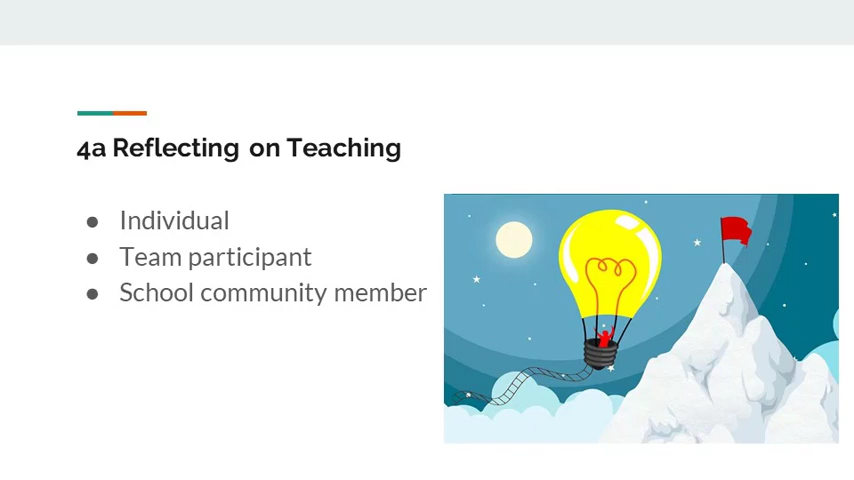 4a Reflecting on Teaching
● Individual
● Team participant
● School community member